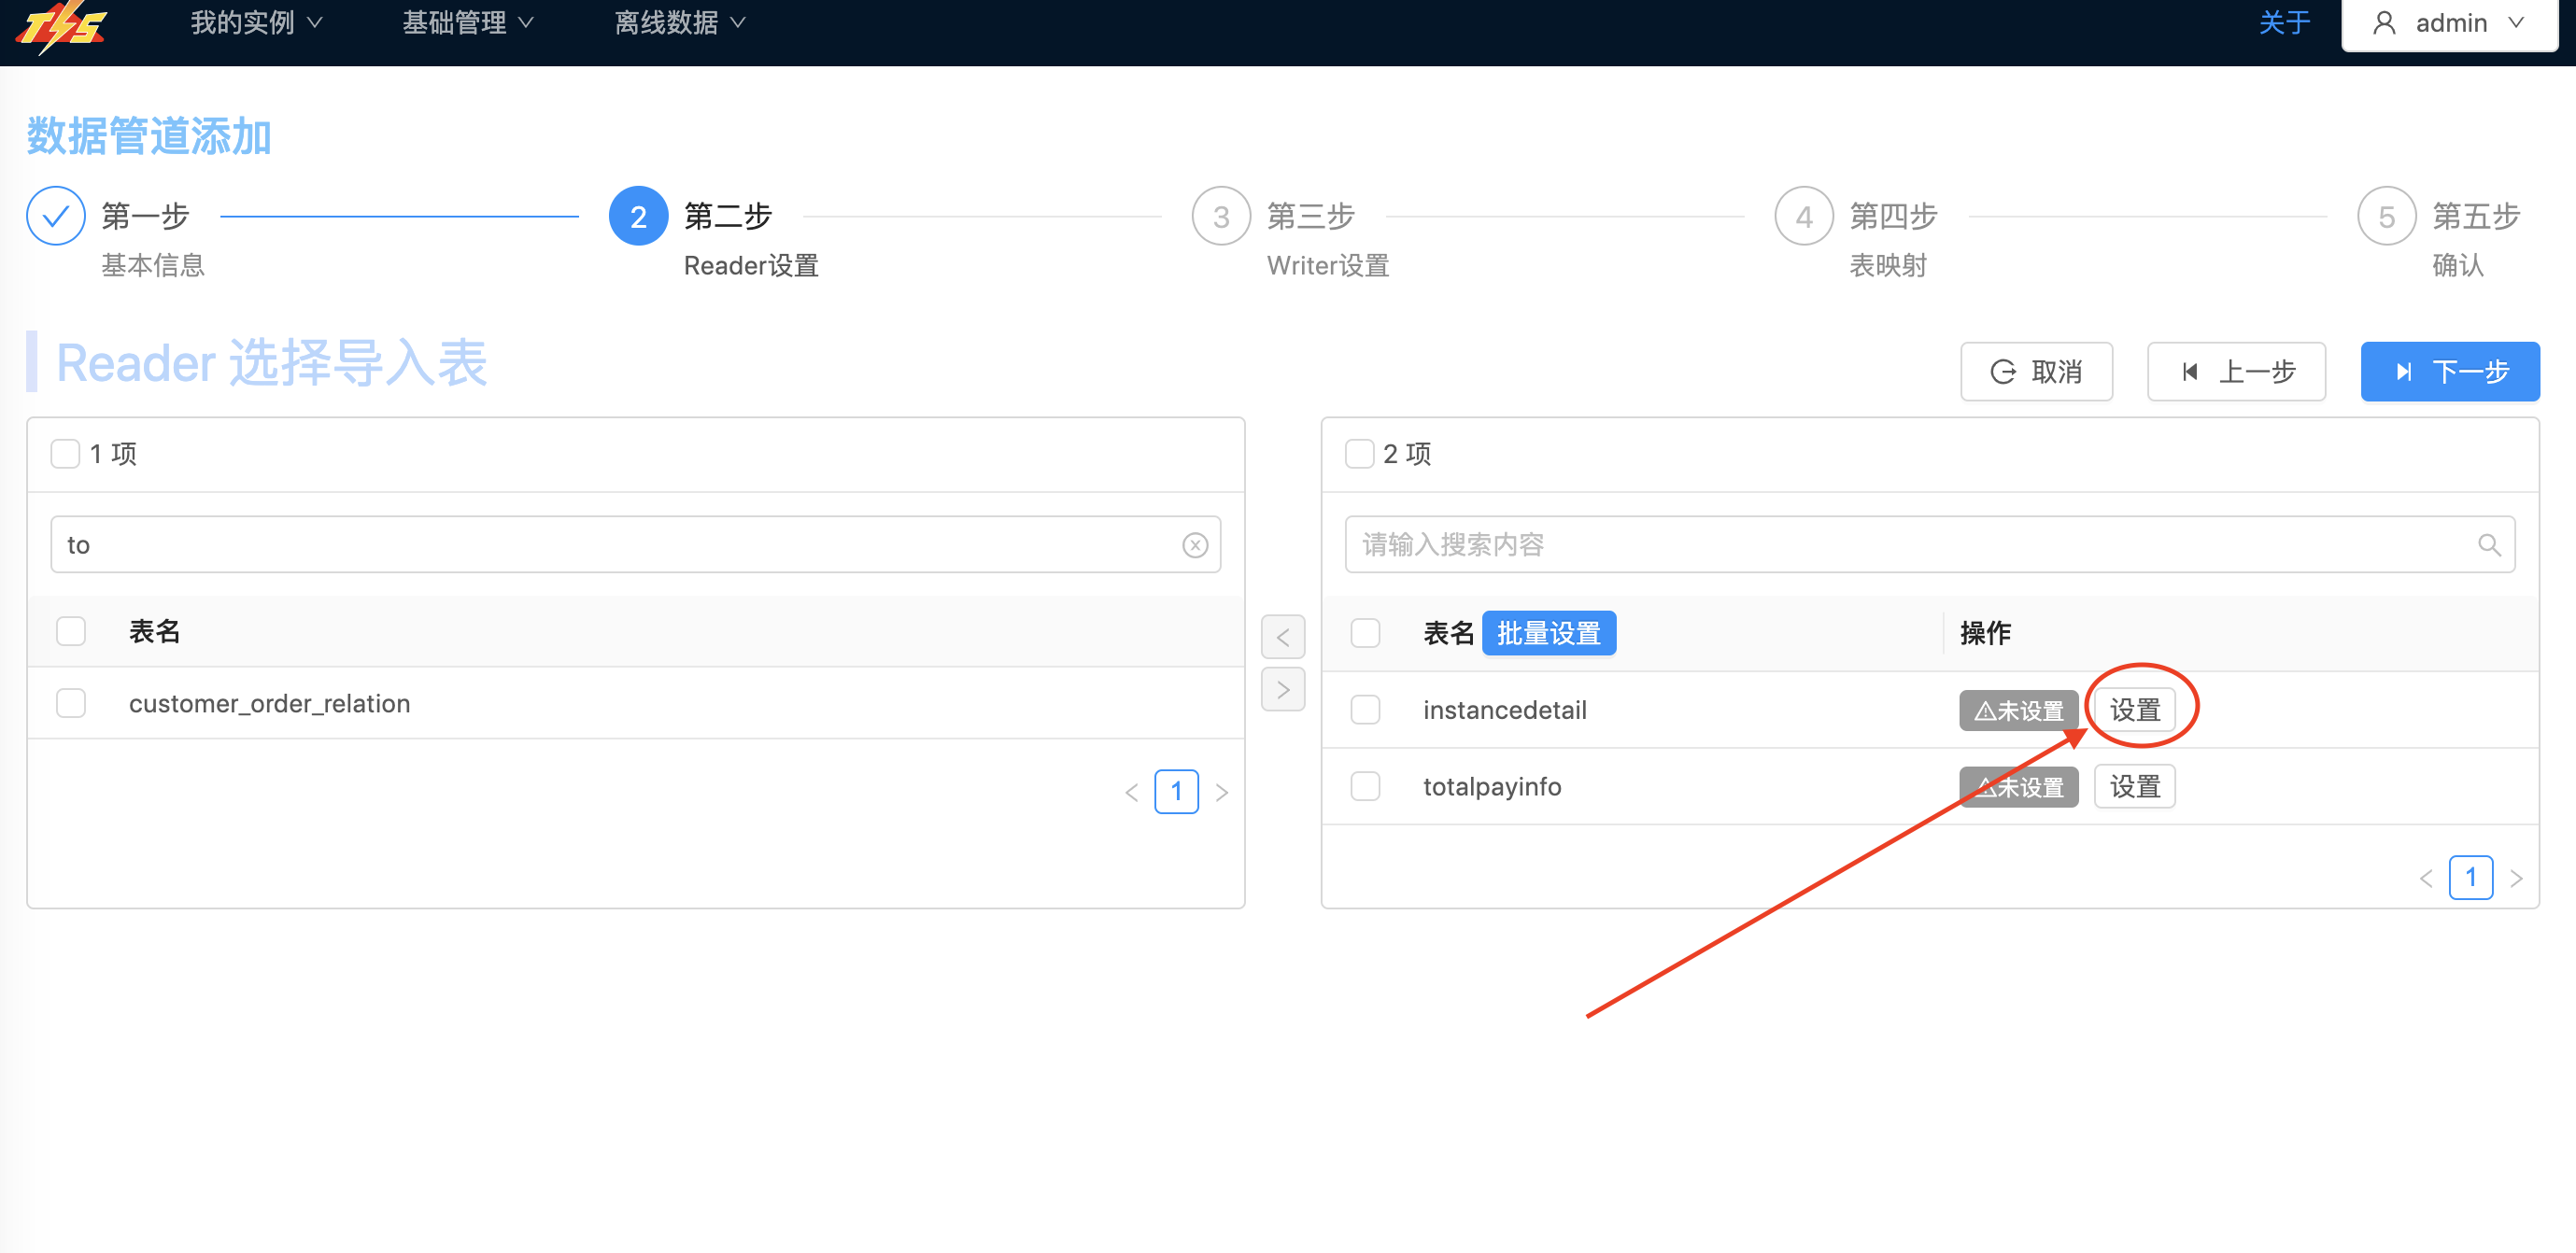 TIS
我的实例
基础管理
离线数据
关于
admin
数据管道添加
第一步
基本信息
2
第二步
Reader设置
3
第三步
Writer设置
4
第四步
表映射
5
第五步
确认
Reader 选择导入表
取消
上一步
下一步
1 项
to
表名
customer_order_relation
1
2 项
请输入搜索内容
表名 批量设置 操作
instancedetail 未设置 设置
totalpayinfo 未设置 设置
1